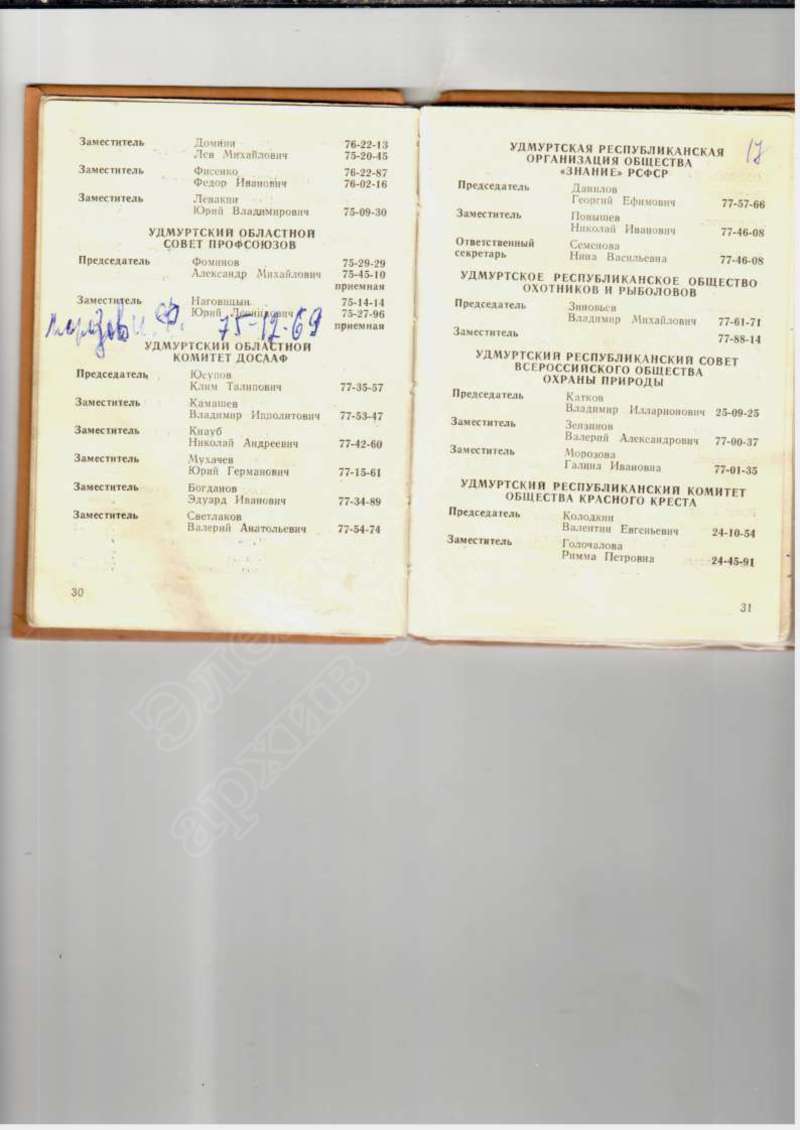 Заместитель Домнин 76-22-13
Лев Михайлович 75-20-45
Заместитель Фисенко 76-22-87
Федор Иванович 76-02-16
Заместитель Левакин
Юрий Владимирович 75-09-30
УДМУРТСКИЙ ОБЛАСТНОЙ
СОВЕТ ПРОФСОЮЗОВ
Председатель Фоминов 75-29-29
Александр Михайлович 75-45-10
приемная
Заместитель Наговицын 75-14-14
Юрий Леонидович 75-27-96
приемная
И. Ф. 75-12-69
УДМУРТСКИЙ ОБЛАСТНОЙ
КОМИТЕТ ДОСААФ
Председатель Юсупов
Клим Талипович 77-35-57
Заместитель Камашев
Владимир Ипполитович 77-53-47
Заместитель Кнауб
Николай Андреевич 77-42-60
Заместитель Мухачев
Юрий Германович 77-15-61
Заместитель Богданов
Эдуард Иванович 77-34-89
Заместитель Светлаков
Валерий Анатольевич 77-54-74
30
17
УДМУРТСКАЯ РЕСПУБЛИКАНСКАЯ
ОРГАНИЗАЦИЯ ОБЩЕСТВА
«ЗНАНИЕ» РСФСР
Председатель Данилов
Георгий Ефимович 77-57-66
Заместитель Повышев
Николай Иванович 77-46-08
Ответственный Семенова
секретарь Нина Васильевна 77-46-08
УДМУРТСКОЕ РЕСПУБЛИКАНСКОЕ ОБЩЕСТВО
ОХОТНИКОВ И РЫБОЛОВОВ
Председатель Зиновьев
Владимир Михайлович 77-61-71
Заместитель 77-88-14
УДМУРТСКИЙ РЕСПУБЛИКАНСКИЙ СОВЕТ
ВСЕРОССИЙСКОГО ОБЩЕСТВА
ОХРАНЫ ПРИРОДЫ
Председатель Катков
Владимир Илларионович 25-09-25
Заместитель
Валерий Александрович 77-00-37
Заместитель Морозова
Галина Ивановна 77-01-35
УДМУРТСКИЙ РЕСПУБЛИКАНСКИЙ КОМИТЕТ
ОБЩЕСТВА КРАСНОГО КРЕСТА
Председатель Колодкин
Валентин Евгеньевич 24-10-54
Заместитель Голочалова
Римма Петровна 24-45-91
31
архив